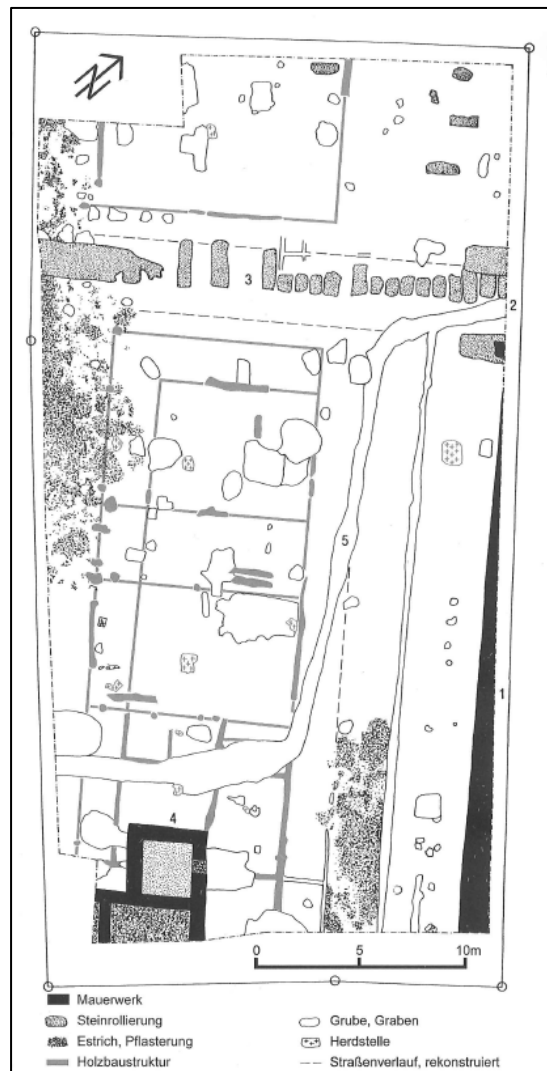 N
3
2
5
1
4
0 5 10m
Mauerwerk
Steinrollierung
Grube, Graben
Estrich, Pflasterung
Herdstelle
Holzbaustruktur
Straßenverlauf, rekonstruiert